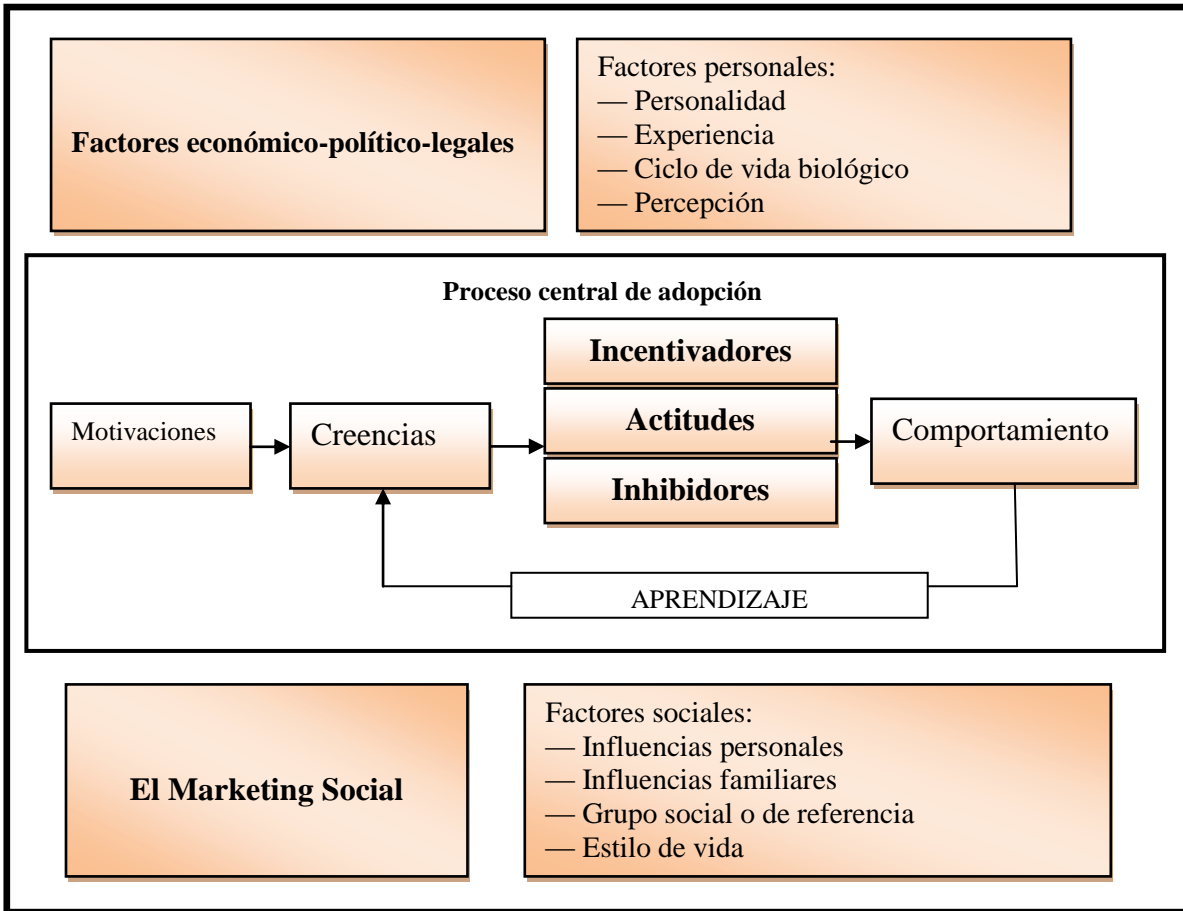 Factores económico-político-legales
Factores personales:
— Personalidad
— Experiencia
— Ciclo de vida biológico
— Percepción
Proceso central de adopción
Motivaciones
Creencias
Incentivadores
Actitudes
Inhibidores
Comportamiento
APRENDIZAJE
El Marketing Social
Factores sociales:
— Influencias personales
— Influencias familiares
— Grupo social o de referencia
— Estilo de vida